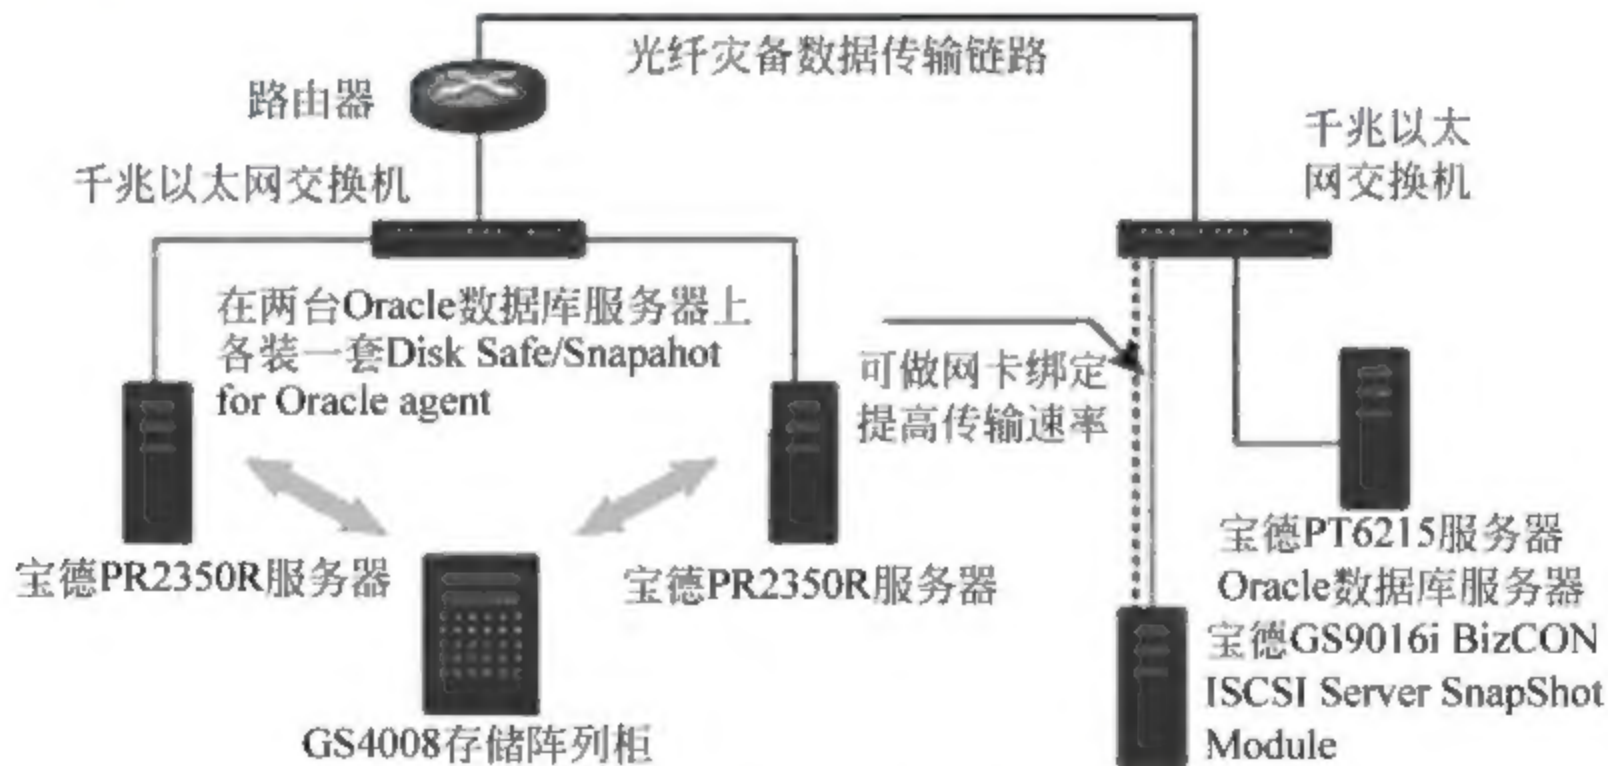 光纤灾备数据传输链路
路由器
千兆以太网交换机
千兆以太
网交换机
在两台Oracle数据库服务器上
各装一套Disk Safe/Snapahot
for Oracle agent
可做网卡绑定
提高传输速率
宝德PR2350R服务器
宝德PR2350R服务器
GS4008存储阵列柜
宝德PT6215服务器
Oracle数据库服务器
宝德GS9016i BizCON
ISCSI Server SnapShot
Module